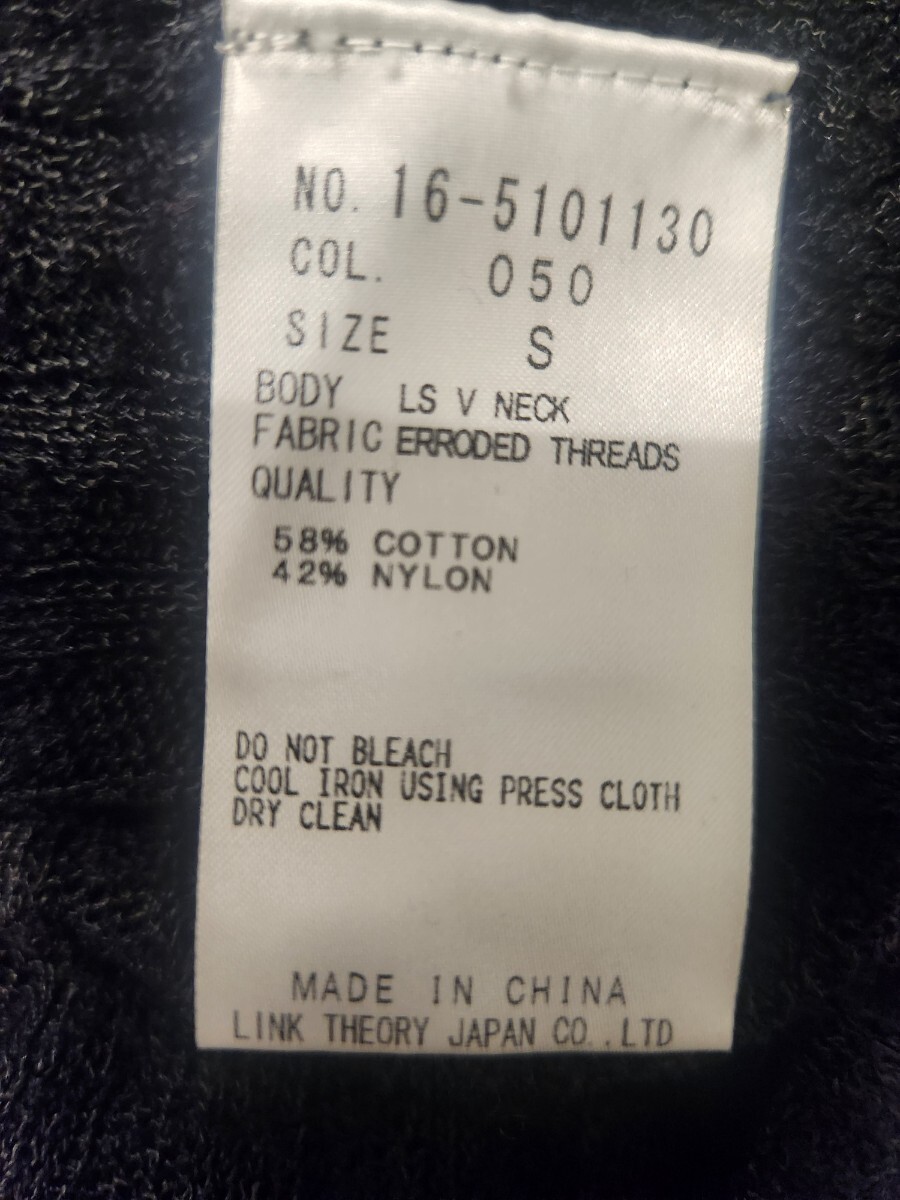 NO. 16-5101130
COL. 050
SIZE S
BODY LS V NECK
FABRIC ERRODED THREADS
QUALITY
58% COTTON
42% NYLON
DO NOT BLEACH
COOL IRON USING PRESS CLOTH
DRY CLEAN
MADE IN CHINA
LINK THEORY JAPAN CO.,LTD